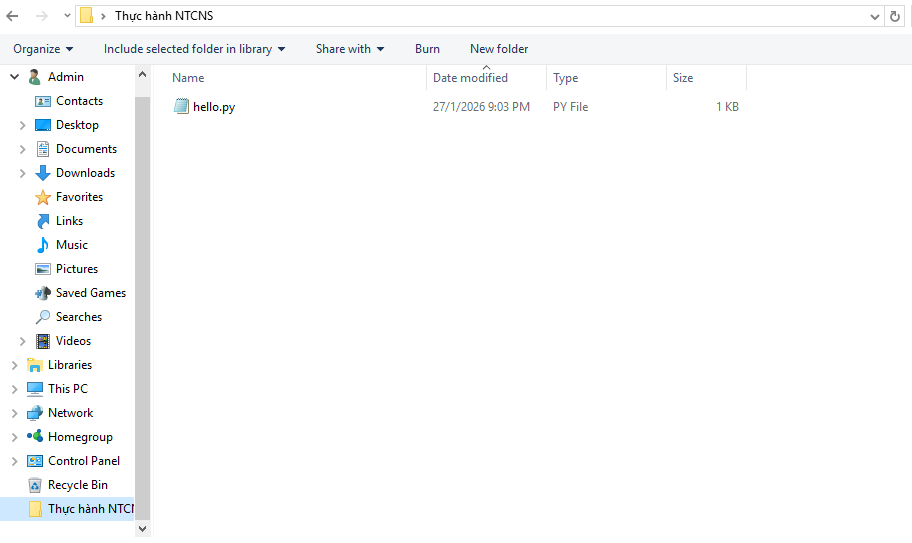 Thực hành NTCNS
Organize Include selected folder in library Share with Burn New folder
Name Date modified Type Size
hello.py 27/1/2026 9:03 PM PY File 1 KB
Admin
Contacts
Desktop
Documents
Downloads
Favorites
Links
Music
Pictures
Saved Games
Searches
Videos
Libraries
This PC
Network
Homegroup
Control Panel
Recycle Bin
Thực hành NTCN